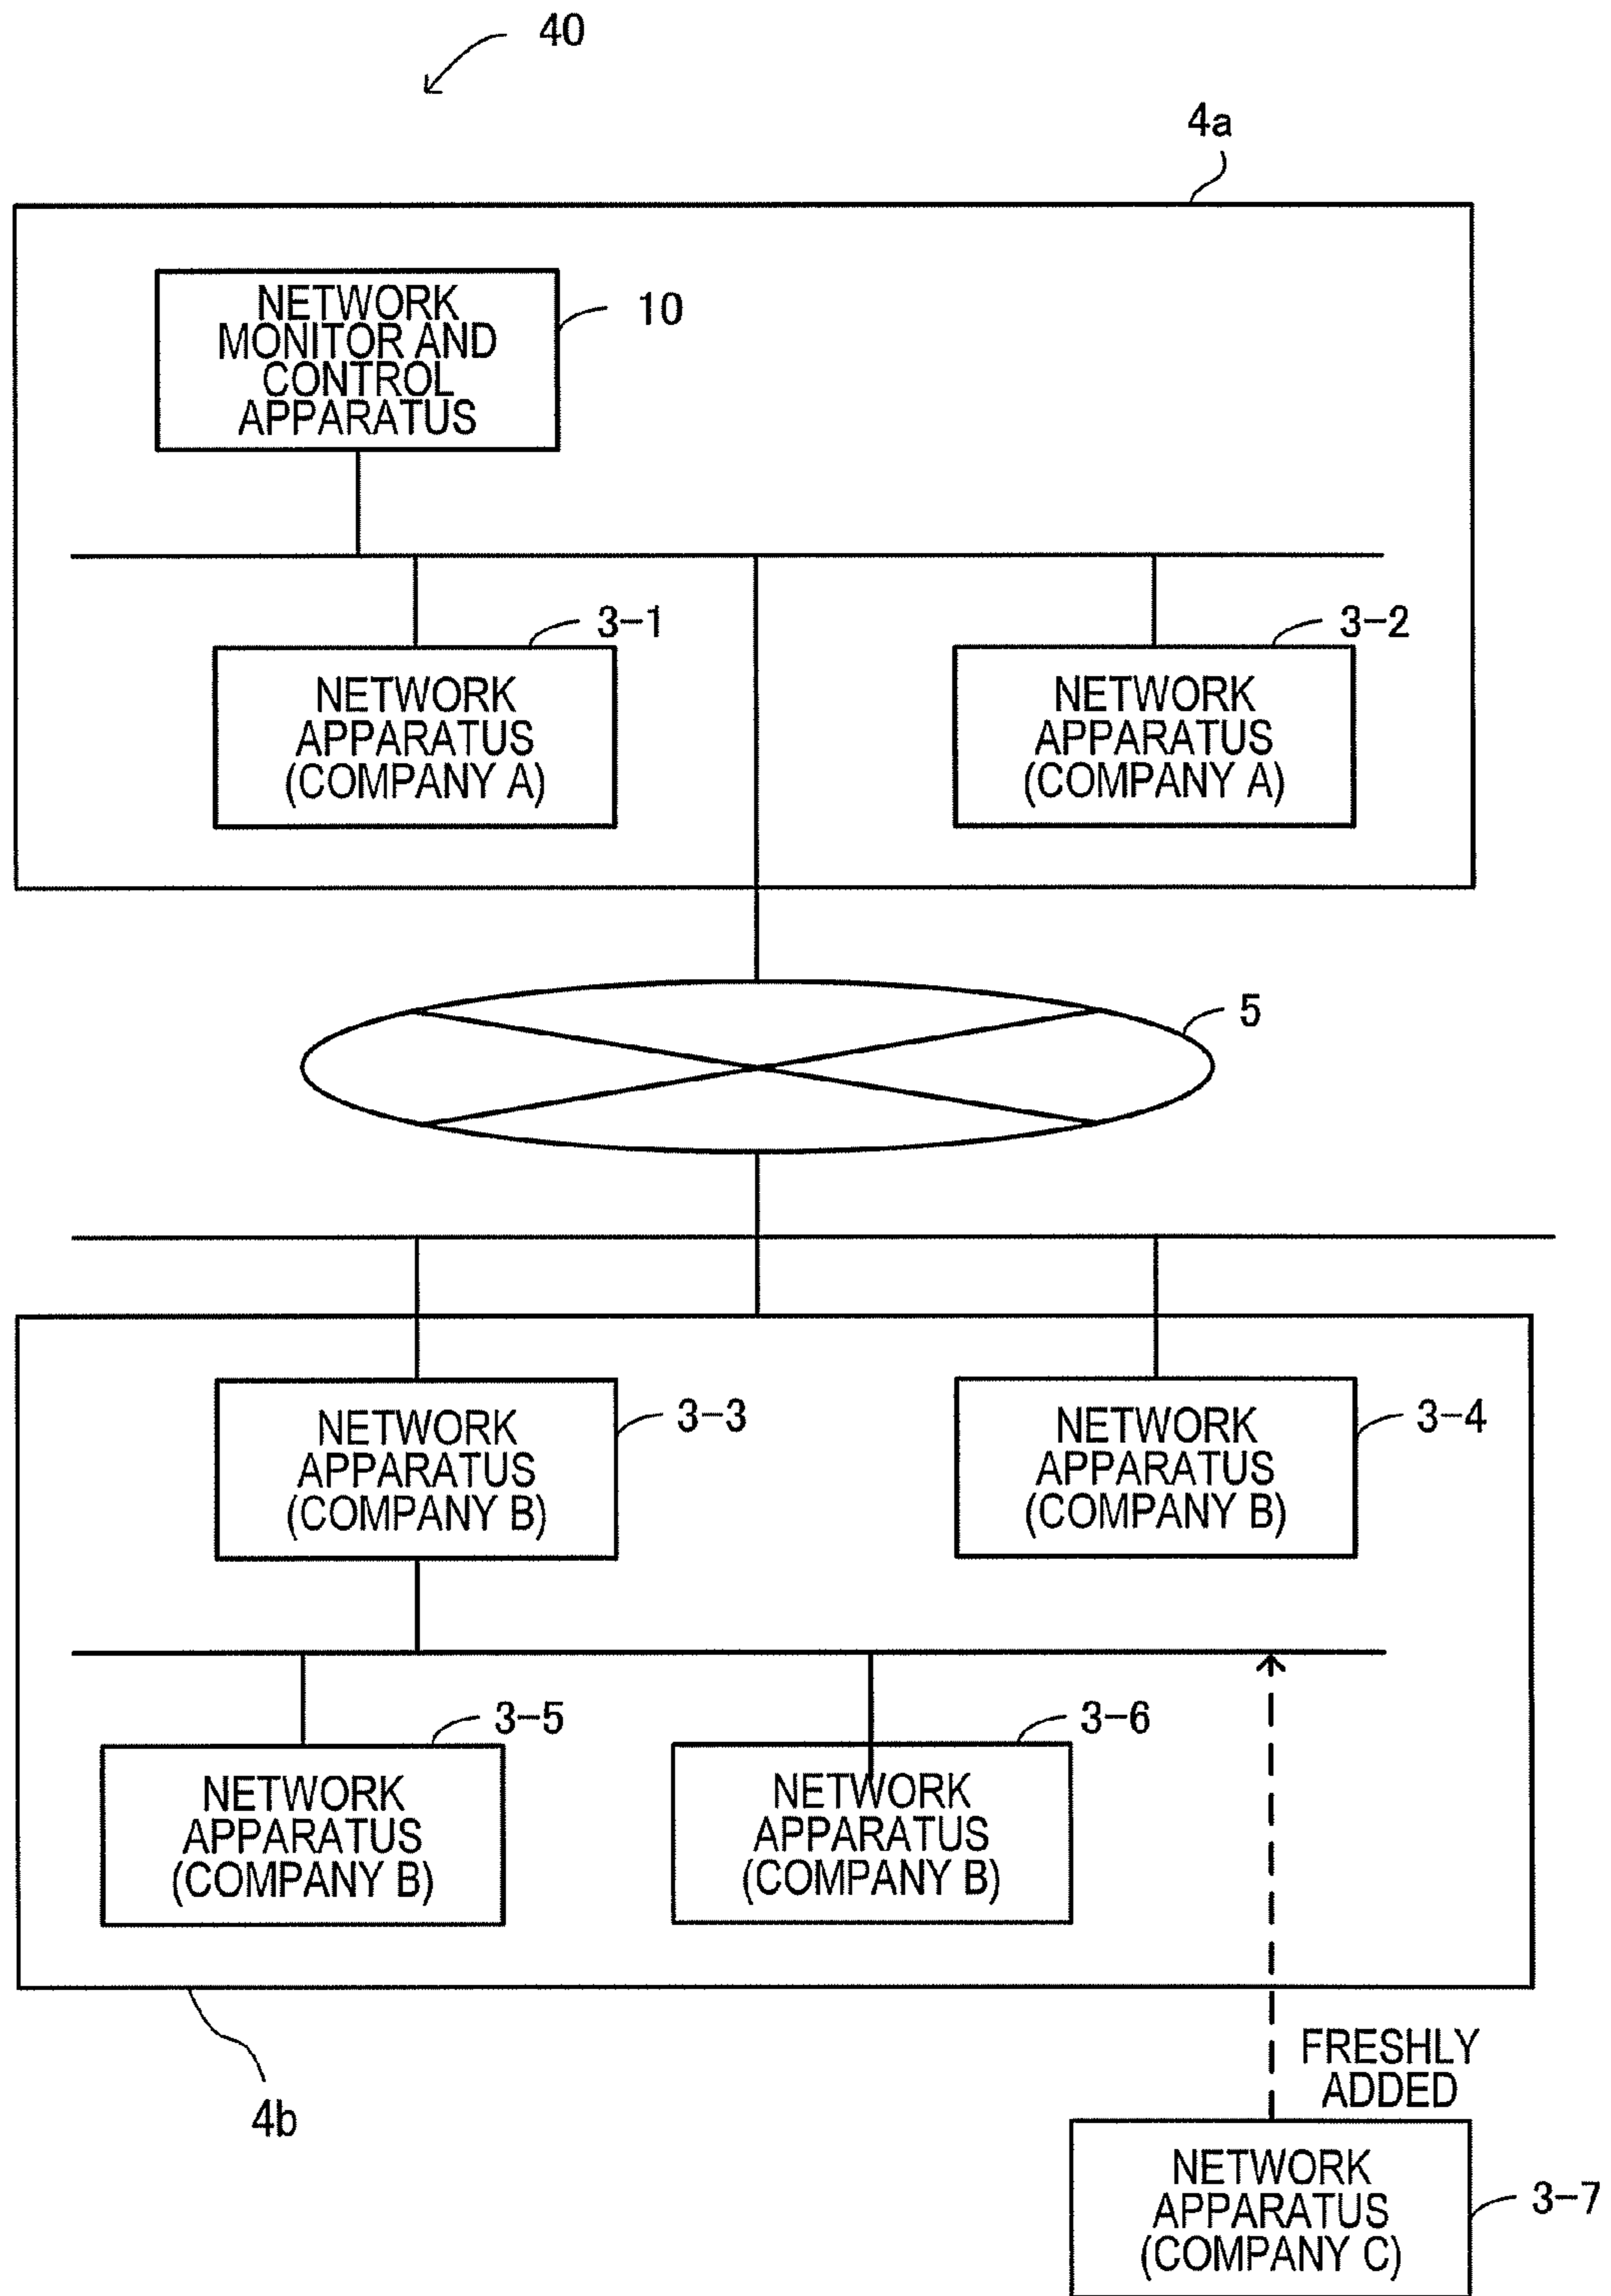 40
4a
NETWORK
MONITOR AND
CONTROL
APPARATUS
10
3-1
NETWORK
APPARATUS
(COMPANY A)
3-2
NETWORK
APPARATUS
(COMPANY A)
5
NETWORK
APPARATUS
(COMPANY B)
3-3
NETWORK
APPARATUS
(COMPANY B)
3-4
3-5
NETWORK
APPARATUS
(COMPANY B)
3-6
NETWORK
APPARATUS
(COMPANY B)
4b
FRESHLY
ADDED
NETWORK
APPARATUS
(COMPANY C)
3-7